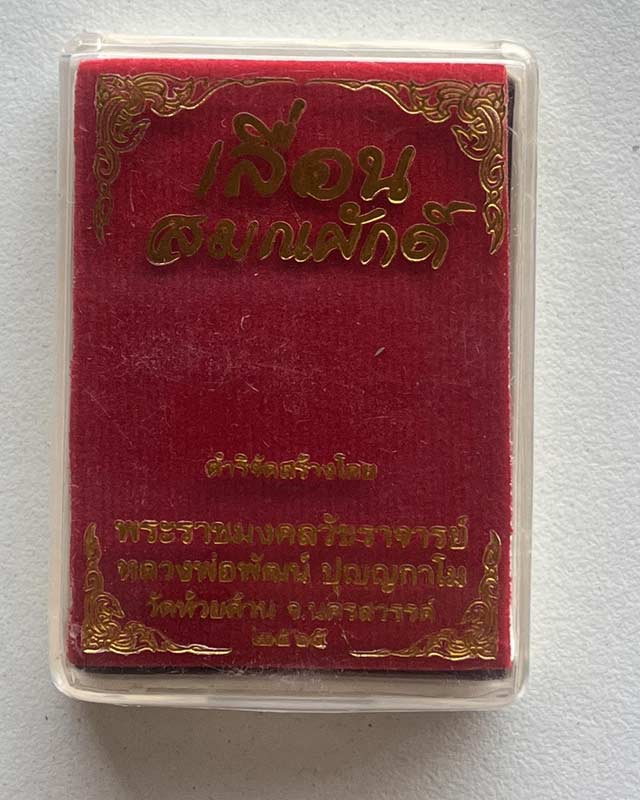 เลื่อน
สมณศักดิ์
ดำริจัดสร้างโดย
พระราชมงคลวัชราจารย์
หลวงพ่อพัฒน์ ปุญญกาโม
วัดห้วยด้วน จ.นครสวรรค์
๒๕๖๕